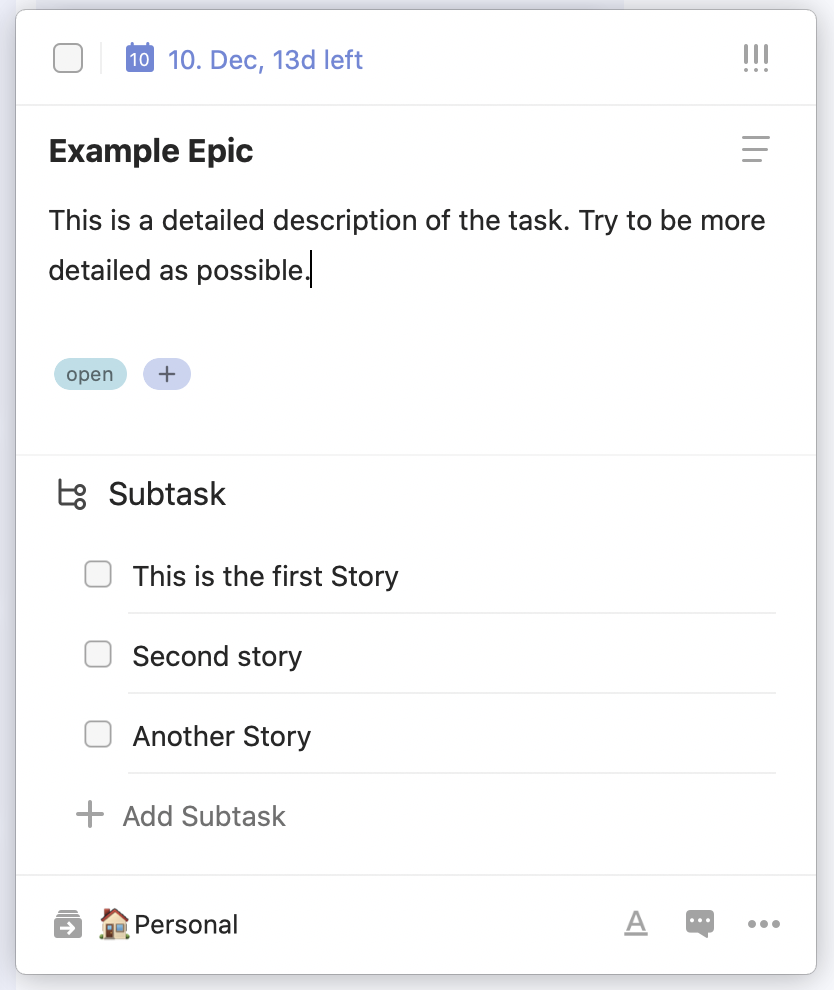 10 10. Dec, 13d left
Example Epic
This is a detailed description of the task. Try to be more
detailed as possible.
open +
Subtask
This is the first Story
Second story
Another Story
+ Add Subtask
Personal A